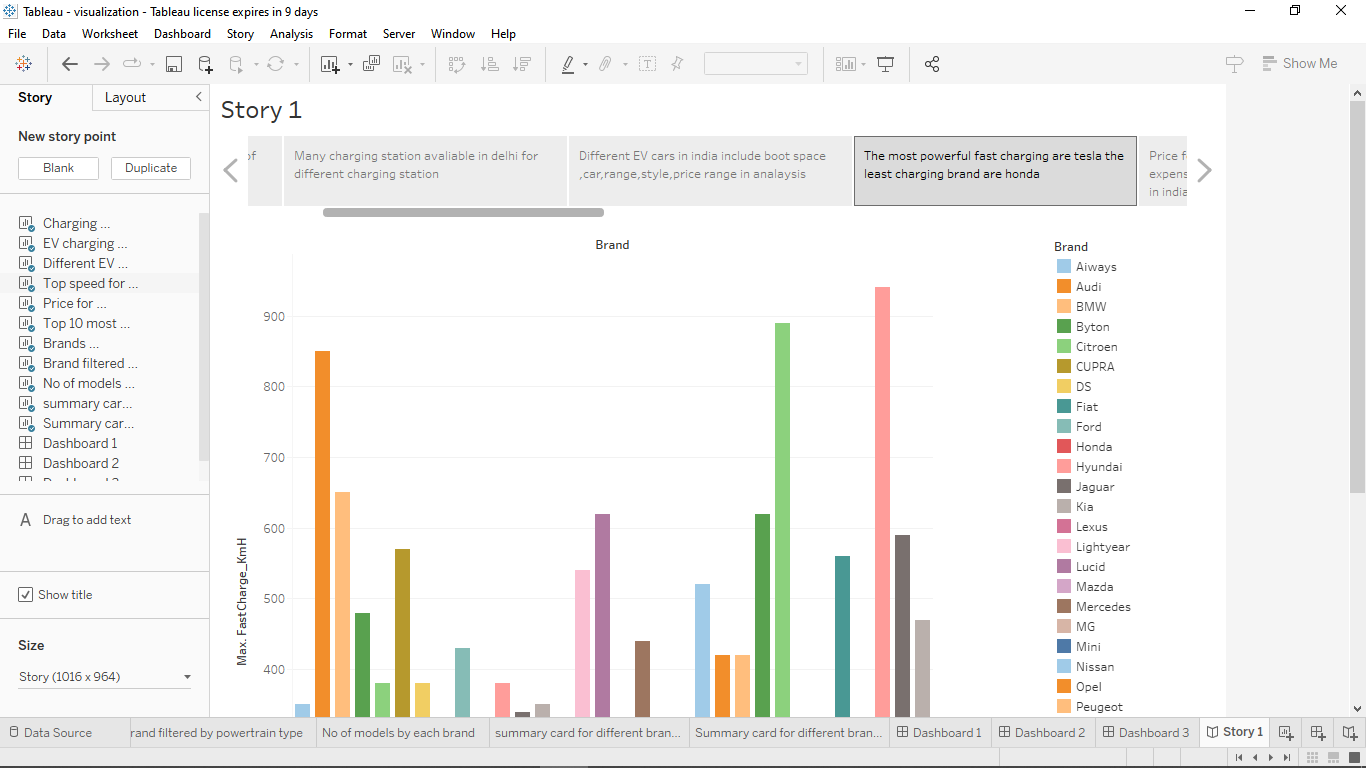 Tableau - visualization - Tableau license expires in 9 days
File Data Worksheet Dashboard Story Analysis Format Server Window Help
Show Me
Story Layout
New story point
Blank Duplicate
Charging ...
EV charging ...
Different EV ...
Top speed for ...
Price for ...
Top 10 most ...
Brands ...
Brand filtered ...
No of models ...
summary car...
Summary car...
Dashboard 1
Dashboard 2
A Drag to add text
Show title
Size
Story (1016 x 964)
Story 1
of
Many charging station avaliable in delhi for
different charging station
Different EV cars in india include boot space
,car,range,style,price range in analaysis
The most powerful fast charging are tesla the
least charging brand are honda
Price f
expens
in india
Brand
900
800
700
600
500
400
Max. FastCharge_KmH
Brand
Aiways
Audi
BMW
Byton
Citroen
CUPRA
DS
Fiat
Ford
Honda
Hyundai
Jaguar
Kia
Lexus
Lightyear
Lucid
Mazda
Mercedes
MG
Mini
Nissan
Opel
Peugeot
Data Source rand filtered by powertrain type No of models by each brand summary card for different bran... Summary card for different bran... Dashboard 1 Dashboard 2 Dashboard 3 Story 1